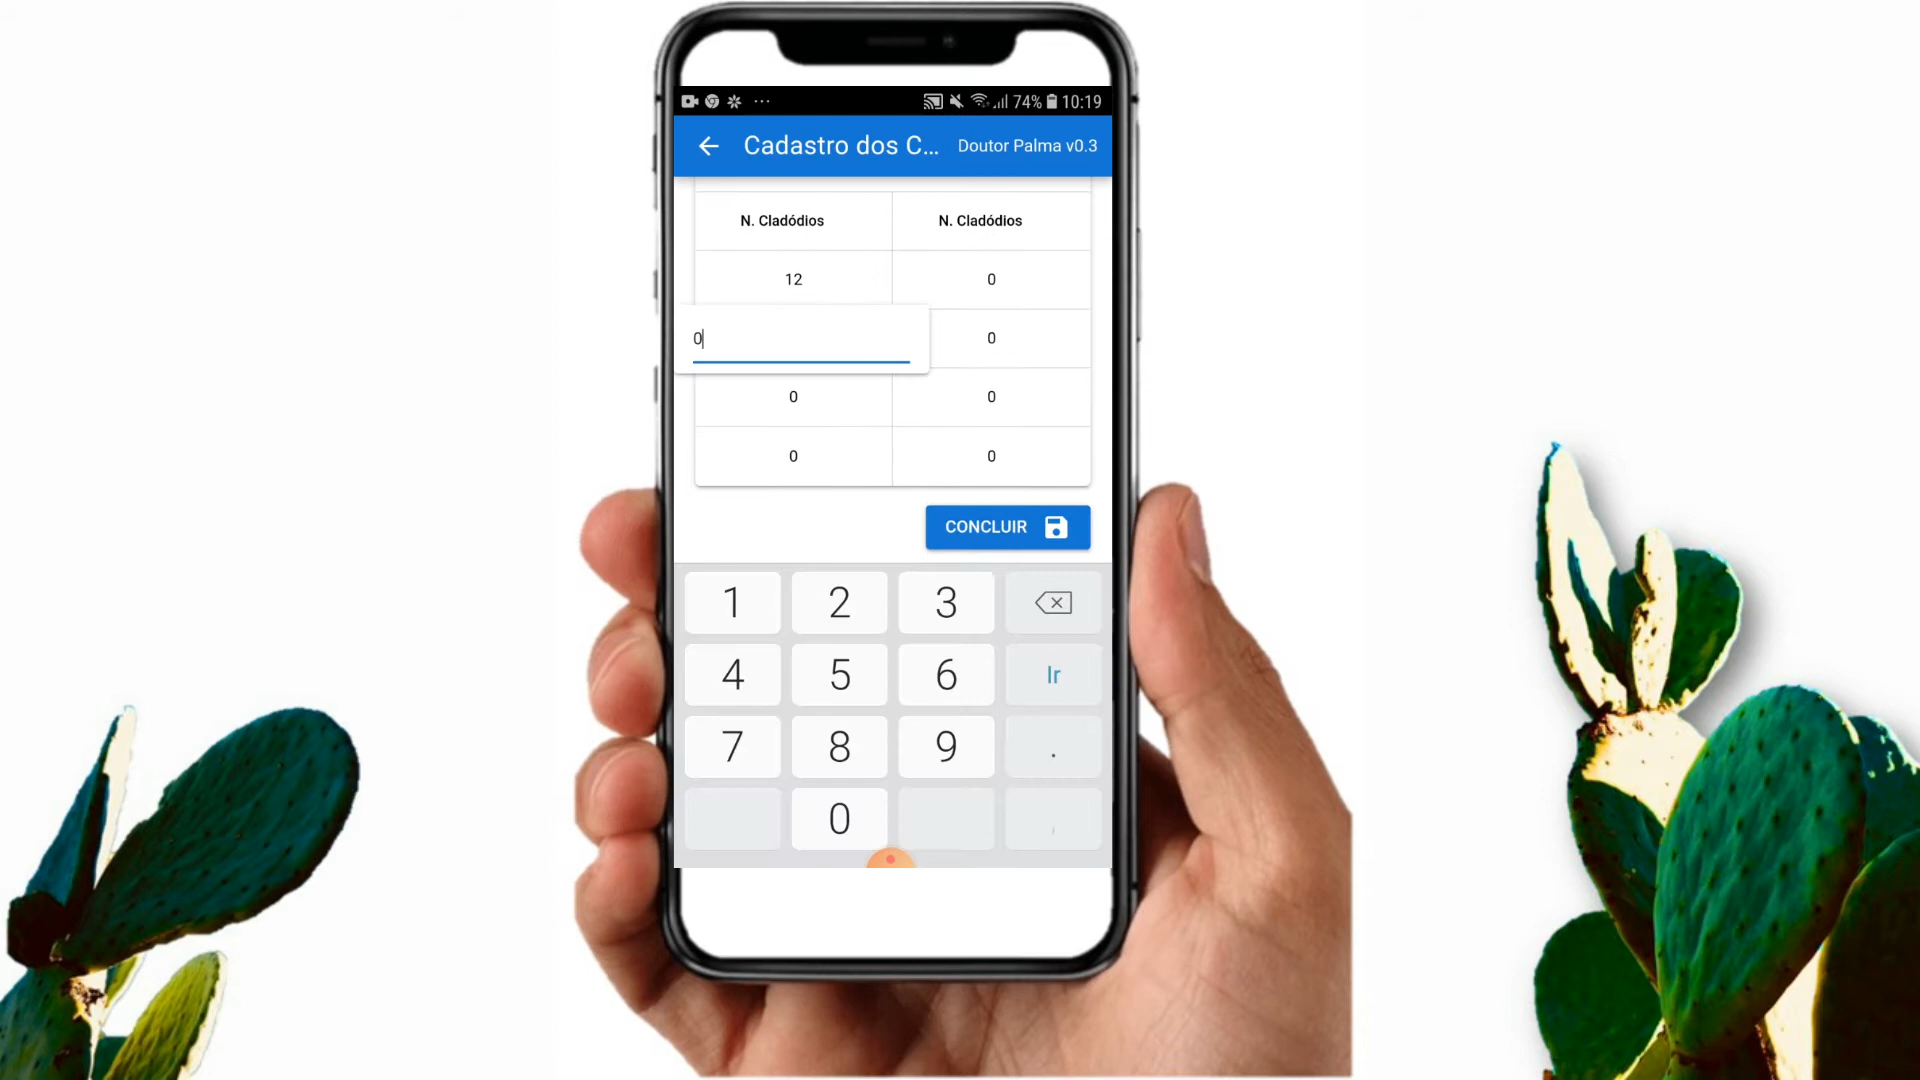 74% 10:19
Cadastro dos C... Doutor Palma v0.3
N. Cladódios N. Cladódios
12 0
0 0
0 0
0 0
CONCLUIR
1 2 3
4 5 6 Ir
7 8 9 .
0 ,